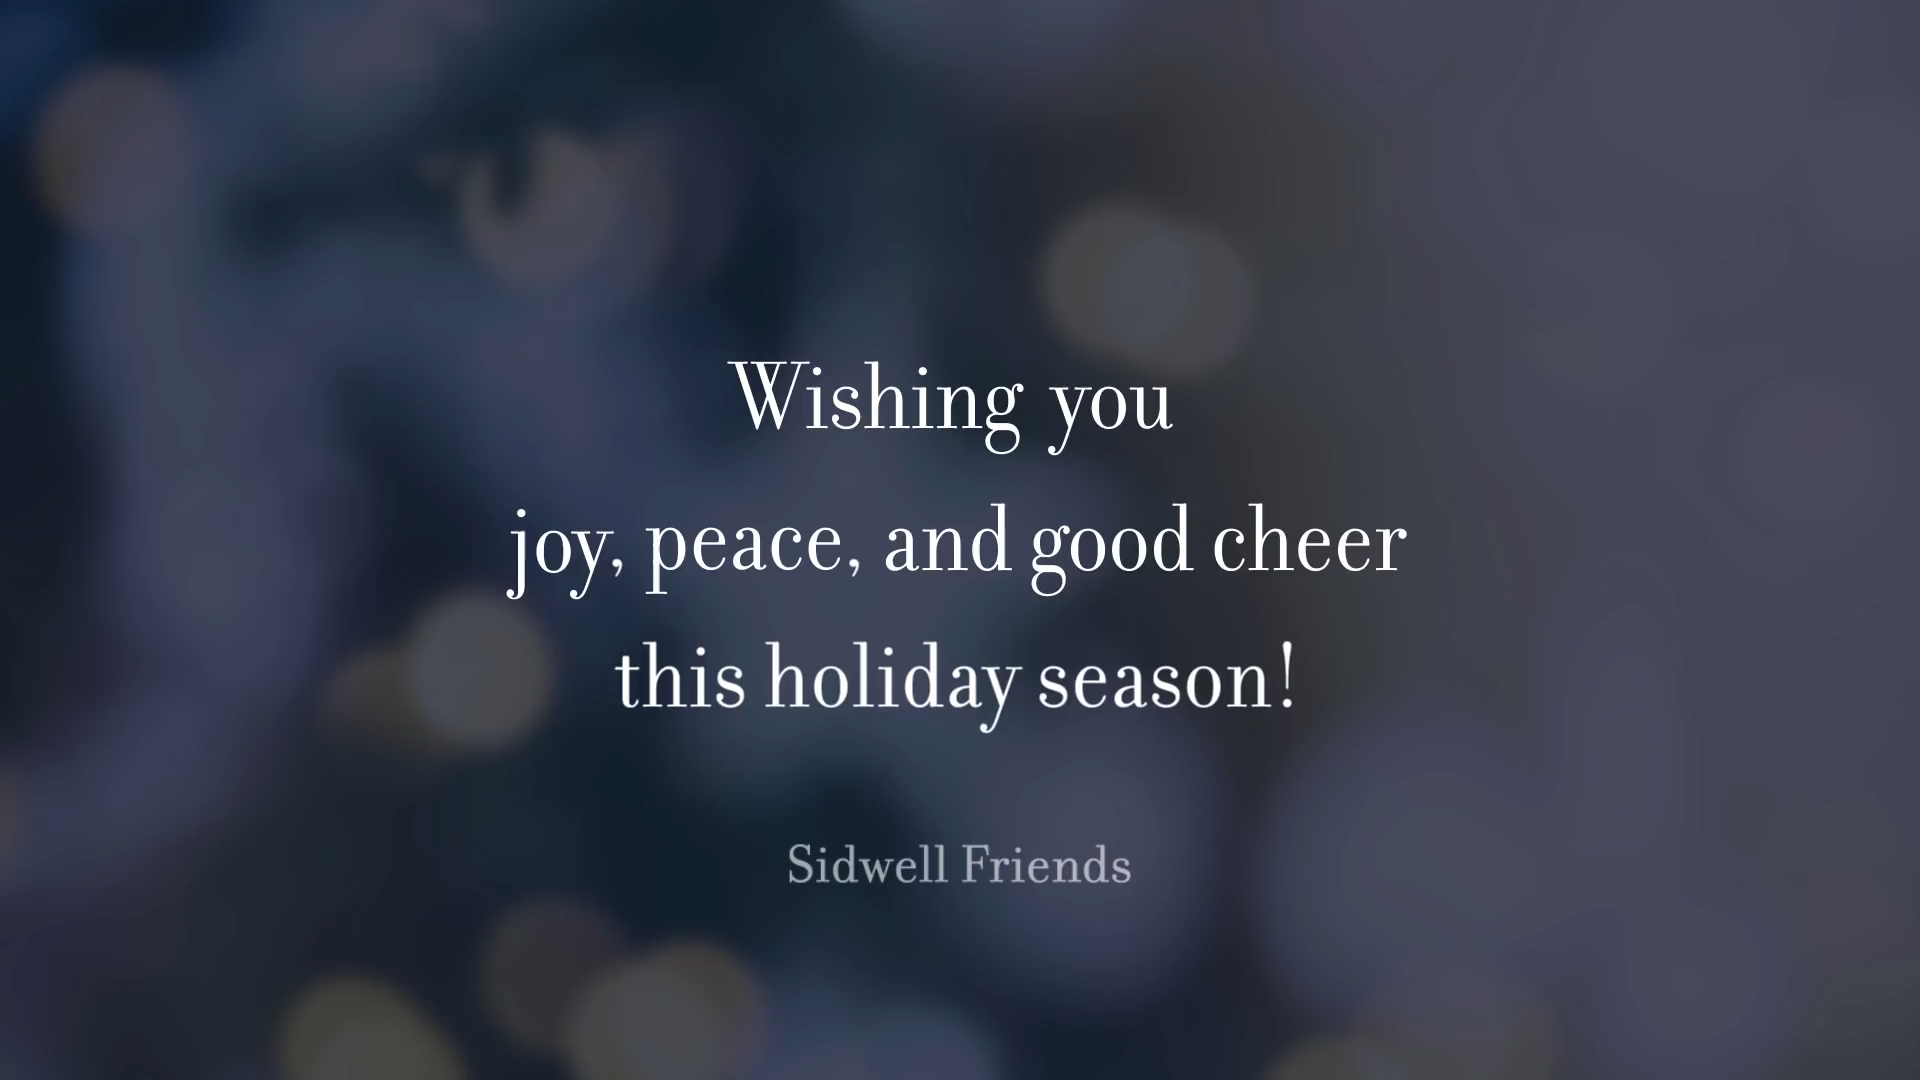 Wishing you
joy, peace, and good cheer
this holiday season!
Sidwell Friends